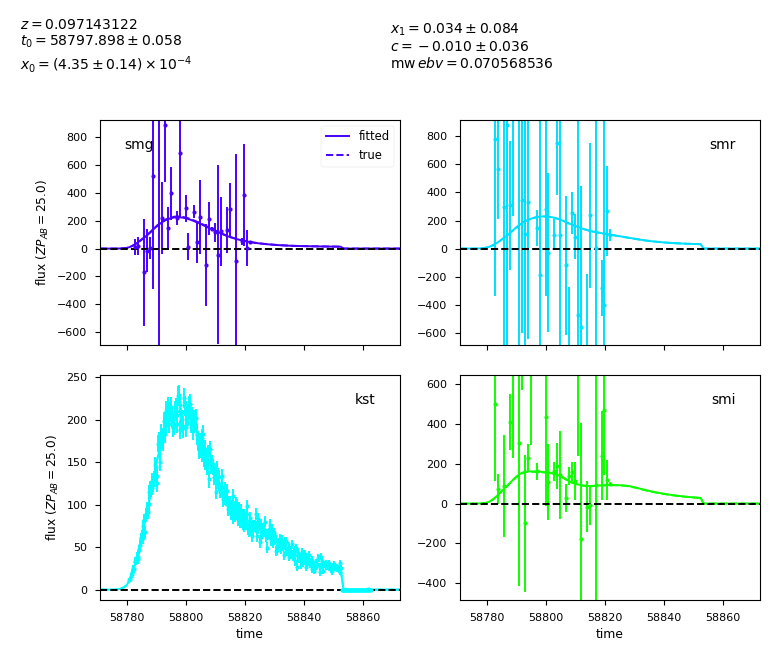 z = 0.097143122
t₀ = 58797.898 ± 0.058
x₀ = (4.35 ± 0.14) × 10⁻⁴
x₁ = 0.034 ± 0.084
c = −0.010 ± 0.036
mw ebv = 0.070568536
smg
fitted
true
800
600
400
200
0
−200
−400
−600
flux (ZP_AB = 25.0)
smr
800
600
400
200
0
−200
−400
−600
kst
250
200
150
100
50
0
flux (ZP_AB = 25.0)
58780 58800 58820 58840 58860
time
smi
600
400
200
0
−200
−400
58780 58800 58820 58840 58860
time